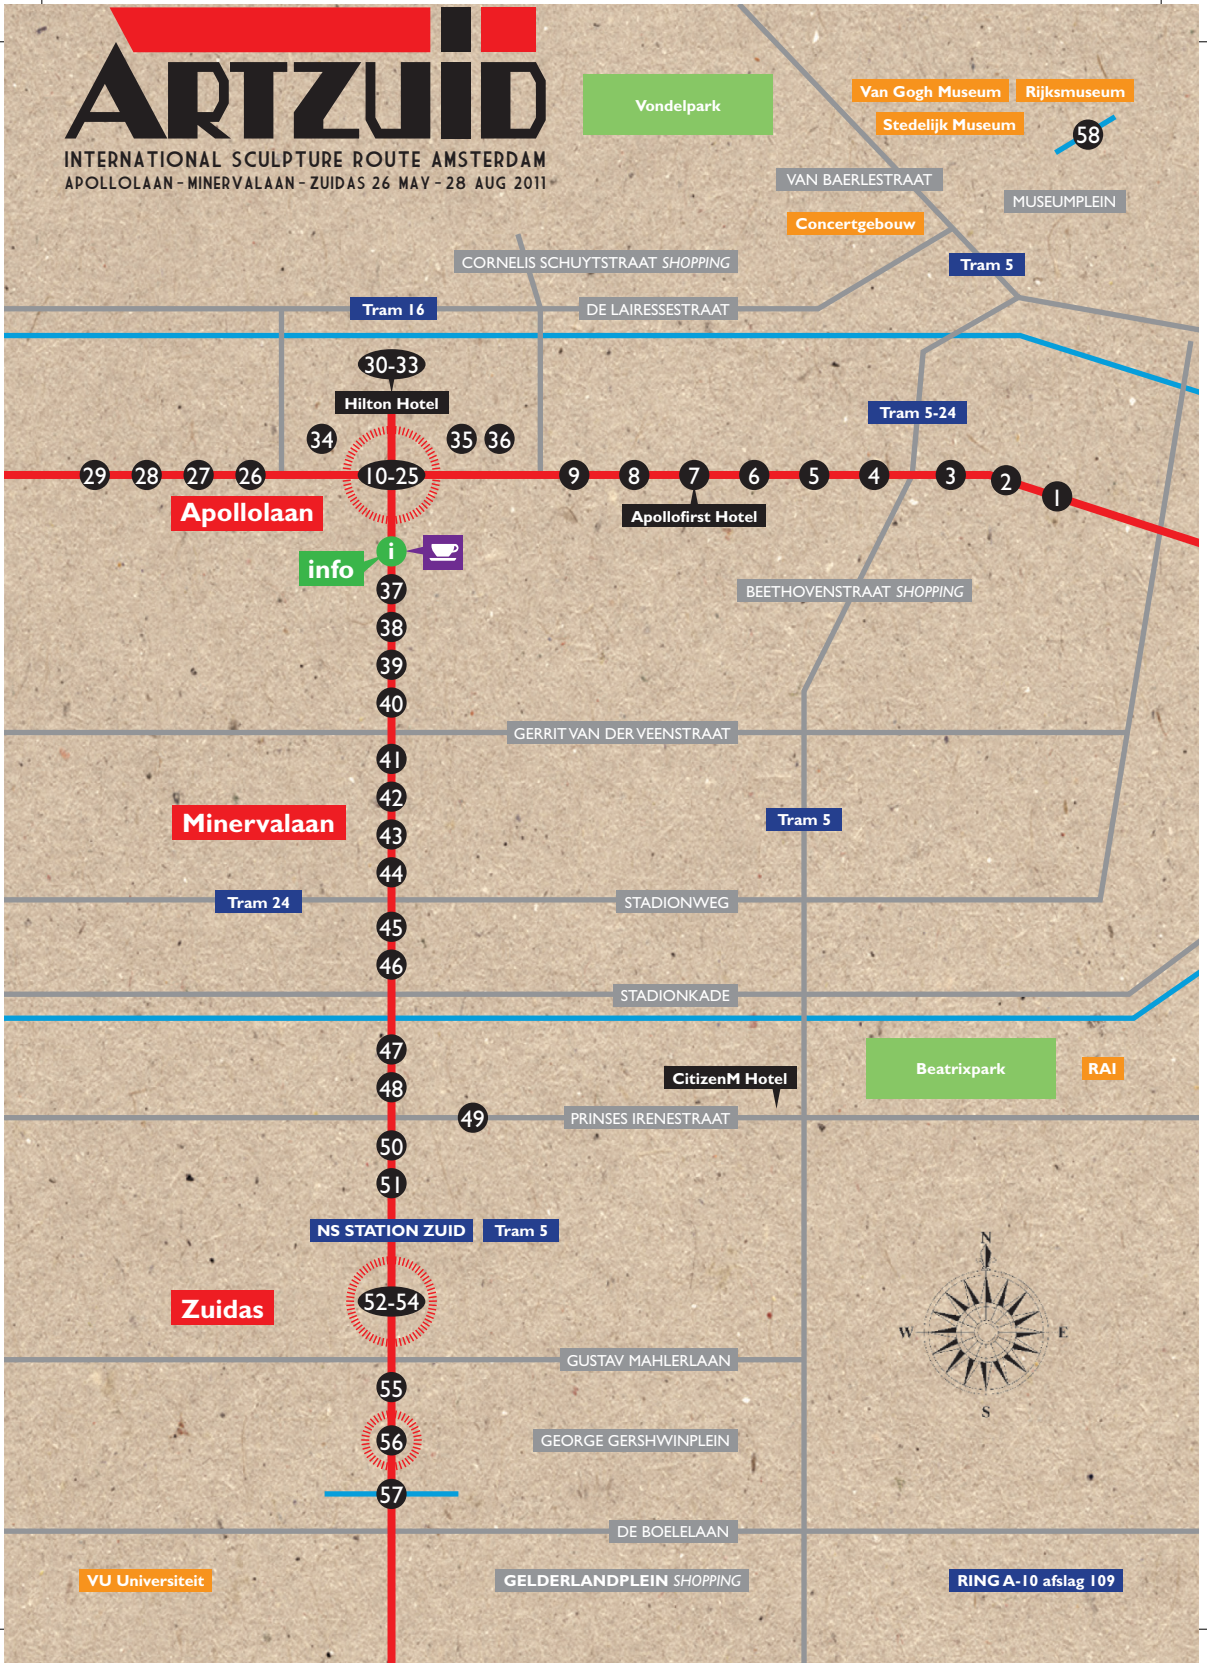 ARTZUID
INTERNATIONAL SCULPTURE ROUTE AMSTERDAM
APOLLOLAAN - MINERVALAAN - ZUIDAS 26 MAY - 28 AUG 2011
Vondelpark
Van Gogh Museum
Rijksmuseum
Stedelijk Museum
58
VAN BAERLESTRAAT
MUSEUMPLEIN
Concertgebouw
CORNELIS SCHUYTSTRAAT SHOPPING
Tram 5
Tram 16
DE LAIRESSESTRAAT
30-33
Hilton Hotel
Tram 5-24
34
35
36
29
28
27
26
10-25
9
8
7
6
5
4
3
2
1
Apollolaan
Apollofirst Hotel
i
info
37
BEETHOVENSTRAAT SHOPPING
38
39
40
GERRIT VAN DER VEENSTRAAT
41
42
Minervalaan
Tram 5
43
44
Tram 24
STADIONWEG
45
46
STADIONKADE
47
CitizenM Hotel
Beatrixpark
RAI
48
49
PRINSES IRENESTRAAT
50
51
NS STATION ZUID
Tram 5
N
W
E
S
Zuidas
52-54
GUSTAV MAHLERLAAN
55
56
GEORGE GERSHWINPLEIN
57
DE BOELELAAN
VU Universiteit
GELDERLANDPLEIN SHOPPING
RING A-10 afslag 109